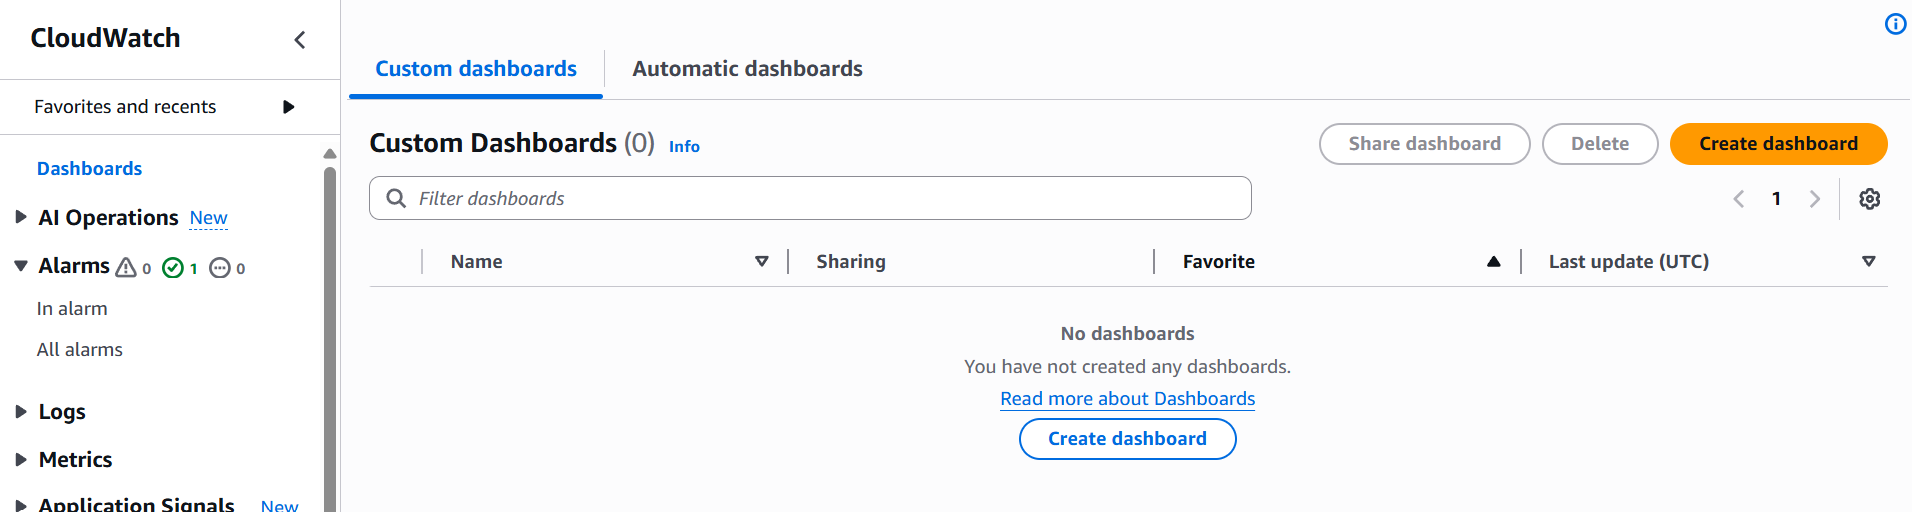 CloudWatch
Favorites and recents
Dashboards
AI Operations New
Alarms 0 1 0
In alarm
All alarms
Logs
Metrics
Application Signals New
Custom dashboards
Automatic dashboards
Custom Dashboards (0) Info
Share dashboard
Delete
Create dashboard
Filter dashboards
1
Name
Sharing
Favorite
Last update (UTC)
No dashboards
You have not created any dashboards.
Read more about Dashboards
Create dashboard